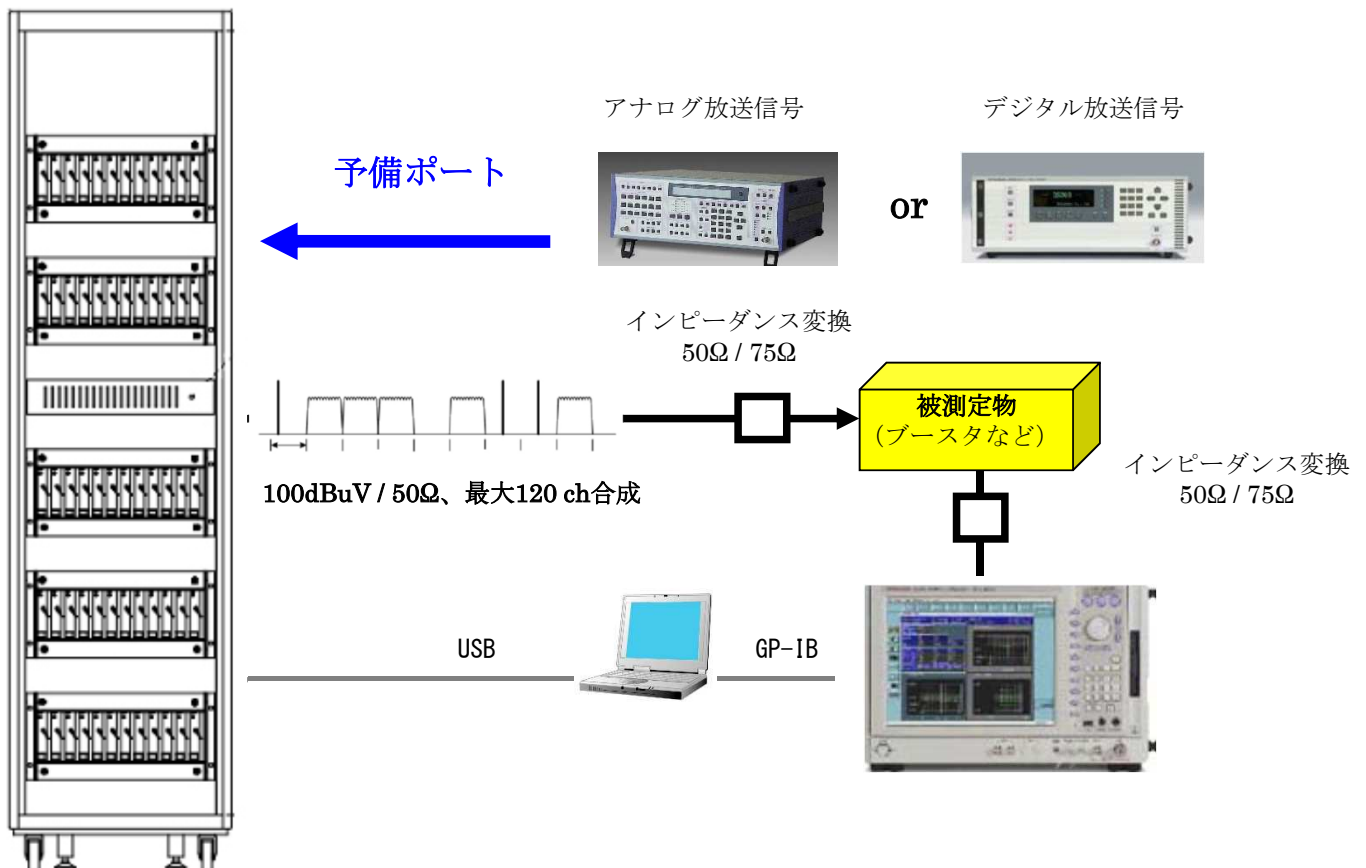 アナログ放送信号
デジタル放送信号
予備ポート
or
インピーダンス変換
50Ω / 75Ω
被測定物
（ブースタなど）
インピーダンス変換
50Ω / 75Ω
100dBuV / 50Ω、最大120 ch合成
USB
GP-IB